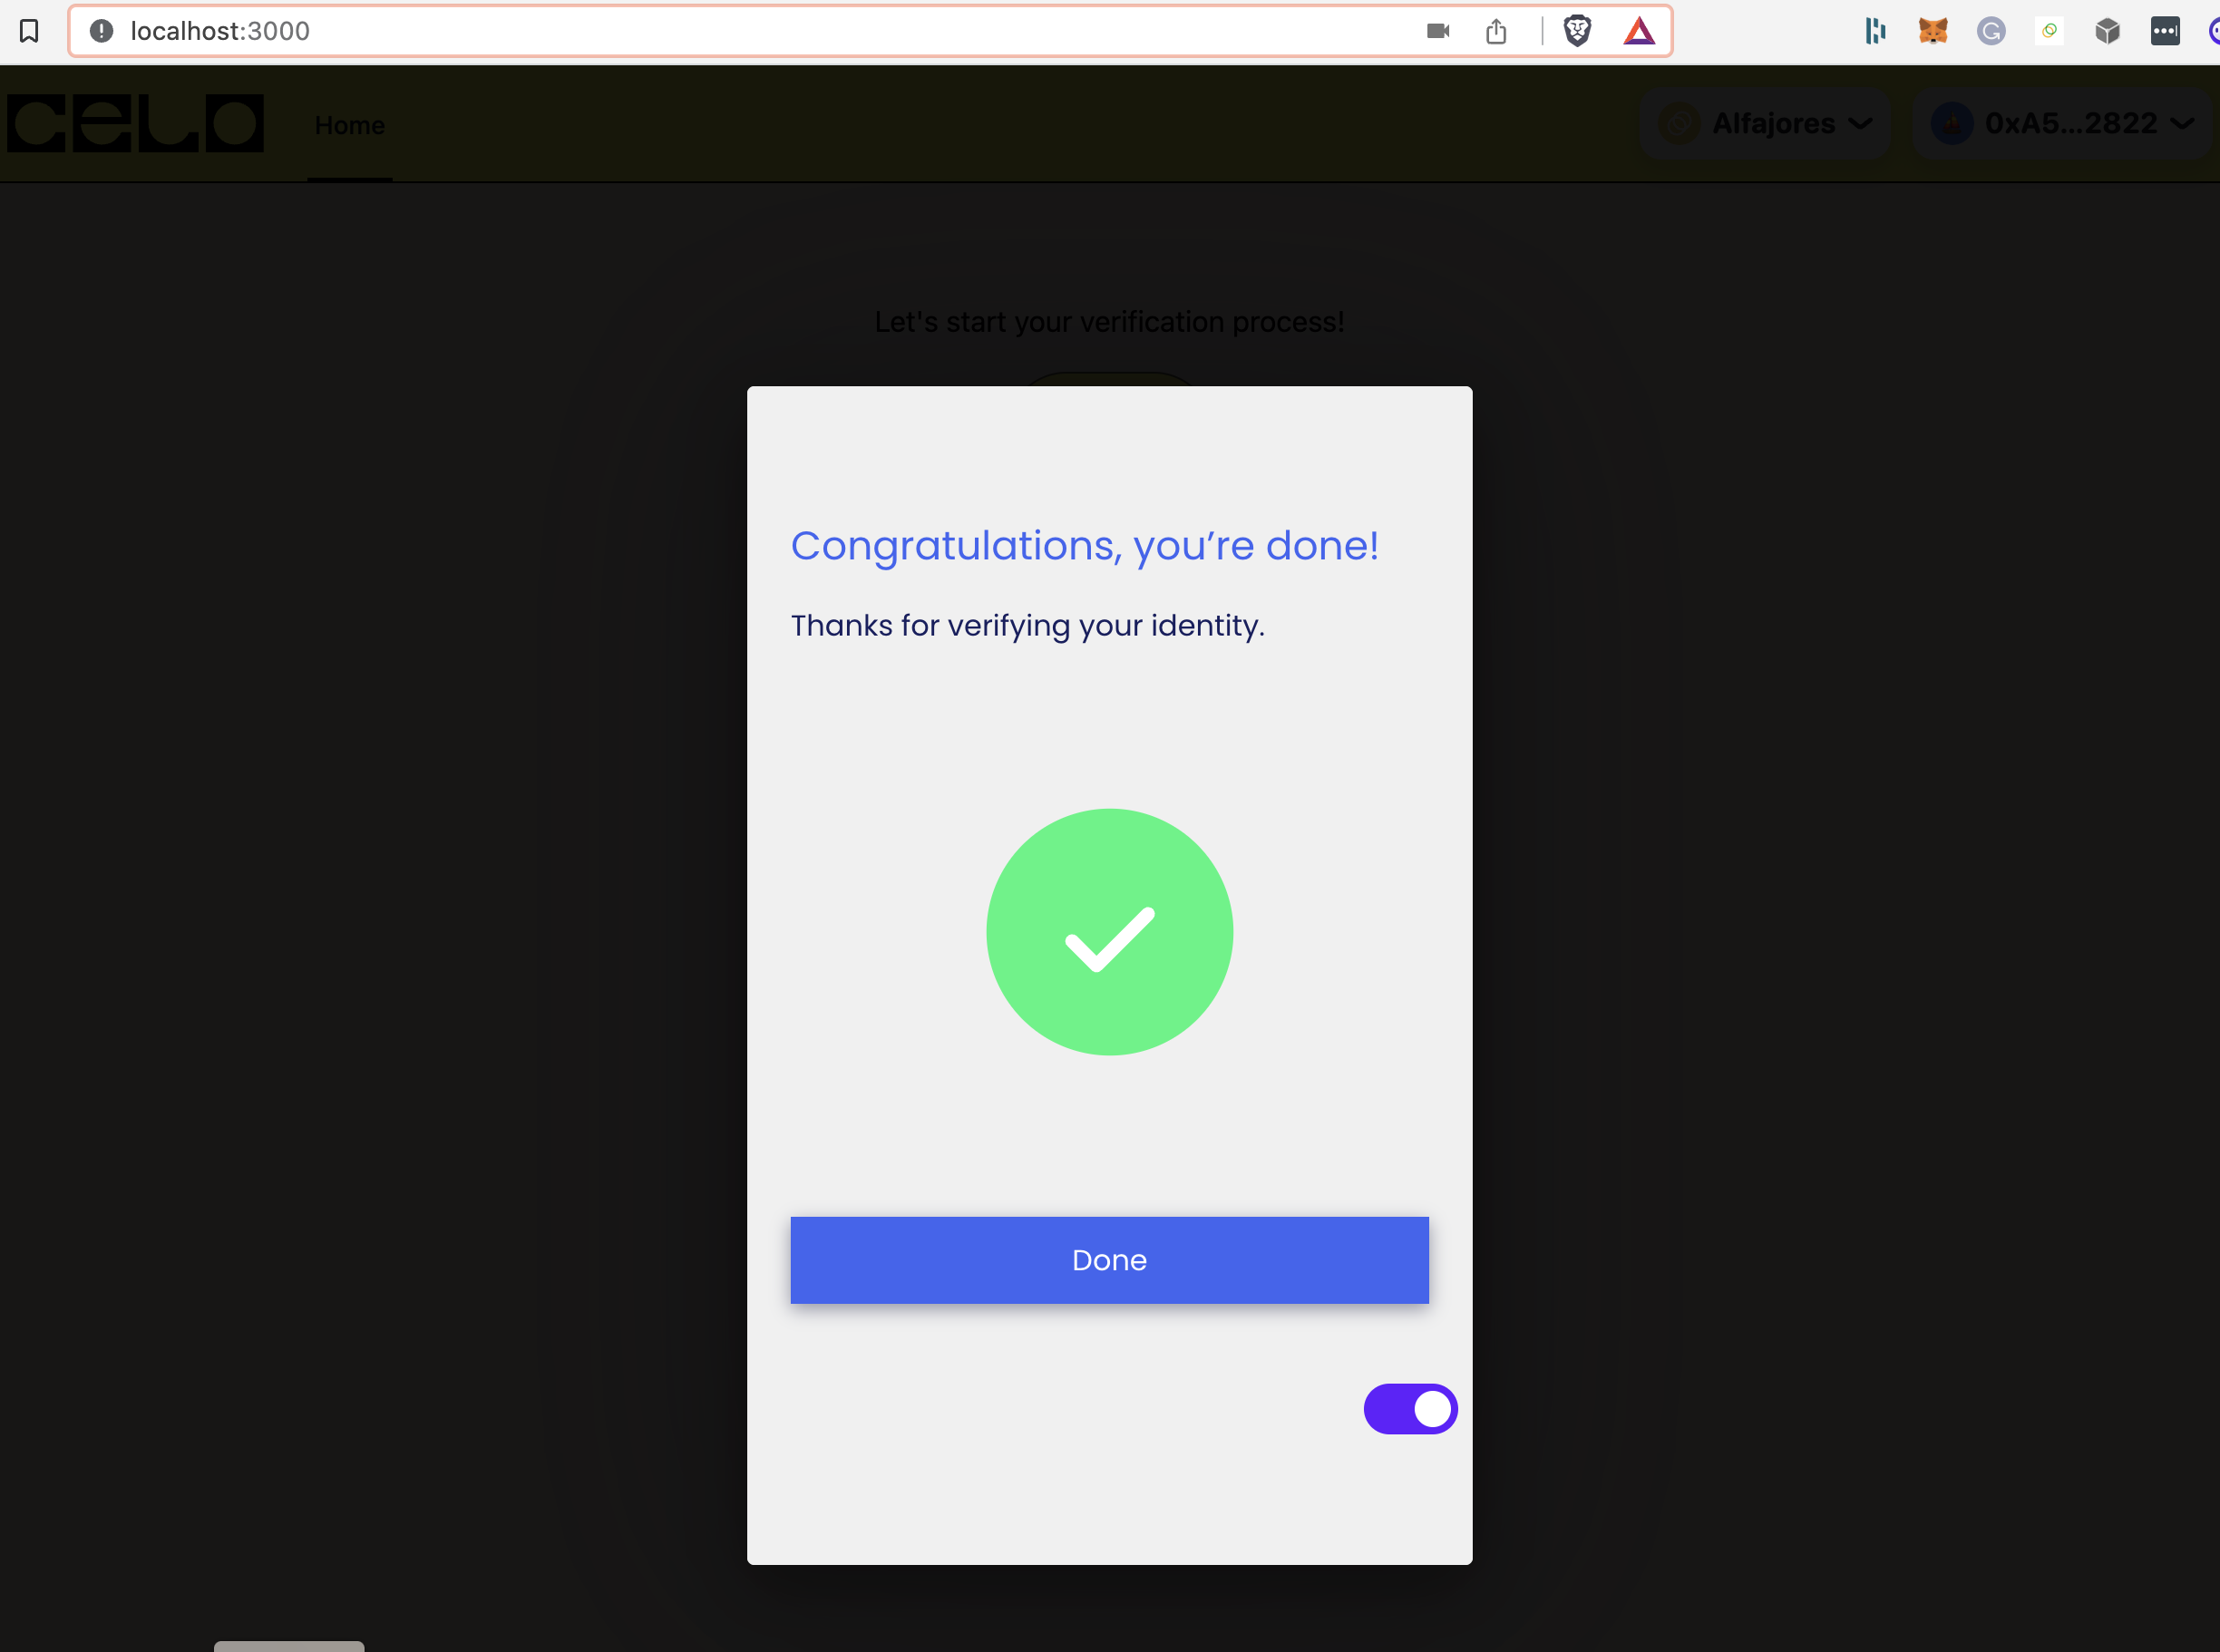 localhost:3000
celo
Home
Alfajores
0xA5...2822
Let's start your verification process!
Congratulations, you’re done!
Thanks for verifying your identity.
Done